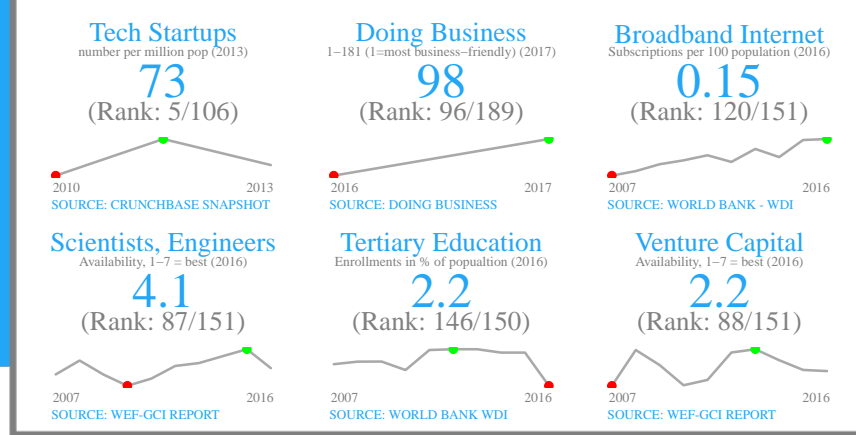 Tech Startups
number per million pop (2013)
73
(Rank: 5/106)
2010 2013
SOURCE: CRUNCHBASE SNAPSHOT
Doing Business
1−181 (1=most business−friendly) (2017)
98
(Rank: 96/189)
2016 2017
SOURCE: DOING BUSINESS
Broadband Internet
Subscriptions per 100 population (2016)
0.15
(Rank: 120/151)
2007 2016
SOURCE: WORLD BANK - WDI
Scientists, Engineers
Availability, 1−7 = best (2016)
4.1
(Rank: 87/151)
2007 2016
SOURCE: WEF-GCI REPORT
Tertiary Education
Enrollments in % of popualtion (2016)
2.2
(Rank: 146/150)
2007 2016
SOURCE: WORLD BANK WDI
Venture Capital
Availability, 1−7 = best (2016)
2.2
(Rank: 88/151)
2007 2016
SOURCE: WEF-GCI REPORT